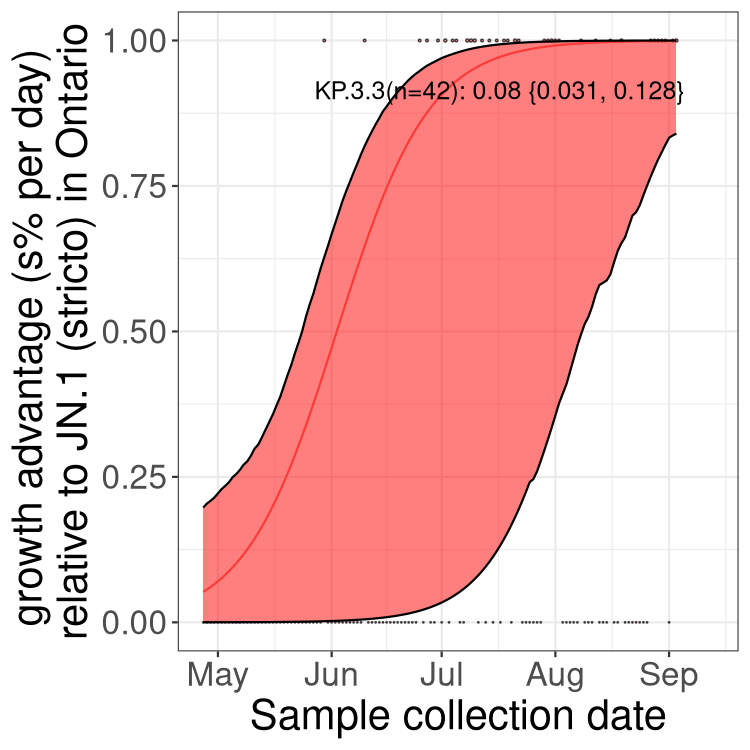 growth advantage (s% per day)
relative to JN.1 (stricto) in Ontario
1.00
0.75
0.50
0.25
0.00
KP.3.3(n=42): 0.08 {0.031, 0.128}
May Jun Jul Aug Sep
Sample collection date